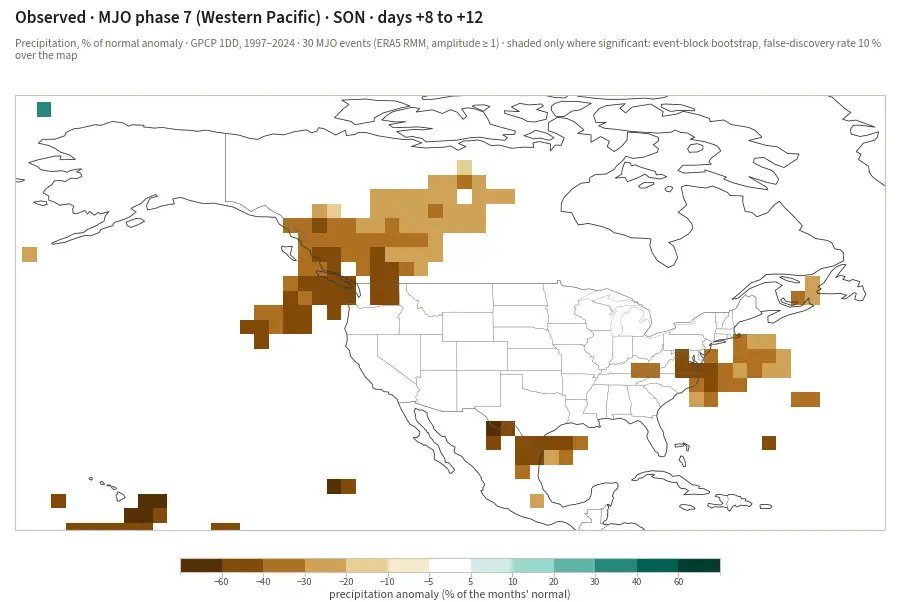 Observed · MJO phase 7 (Western Pacific) · SON · days +8 to +12
Precipitation, % of normal anomaly · GPCP 1DD, 1997–2024 · 30 MJO events (ERA5 RMM, amplitude ≥ 1) · shaded only where significant: event-block bootstrap, false-discovery rate 10 %
over the map
−60 −40 −30 −20 −10 −5 5 10 20 30 40 60
precipitation anomaly (% of the months' normal)